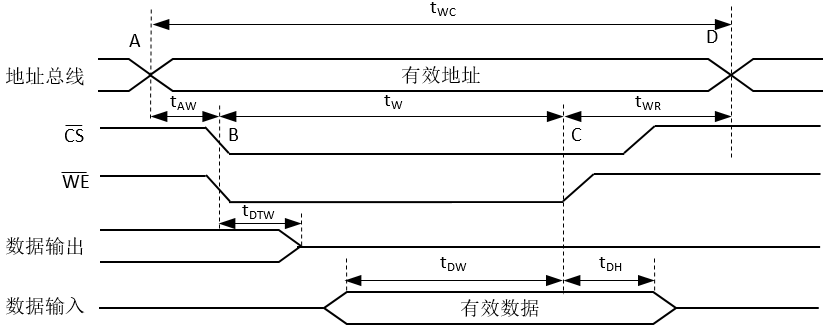 tWC
A D
地址总线 有效地址
tAW tW tWR
CS B C
WE
tDTW
数据输出
tDW tDH
数据输入 有效数据